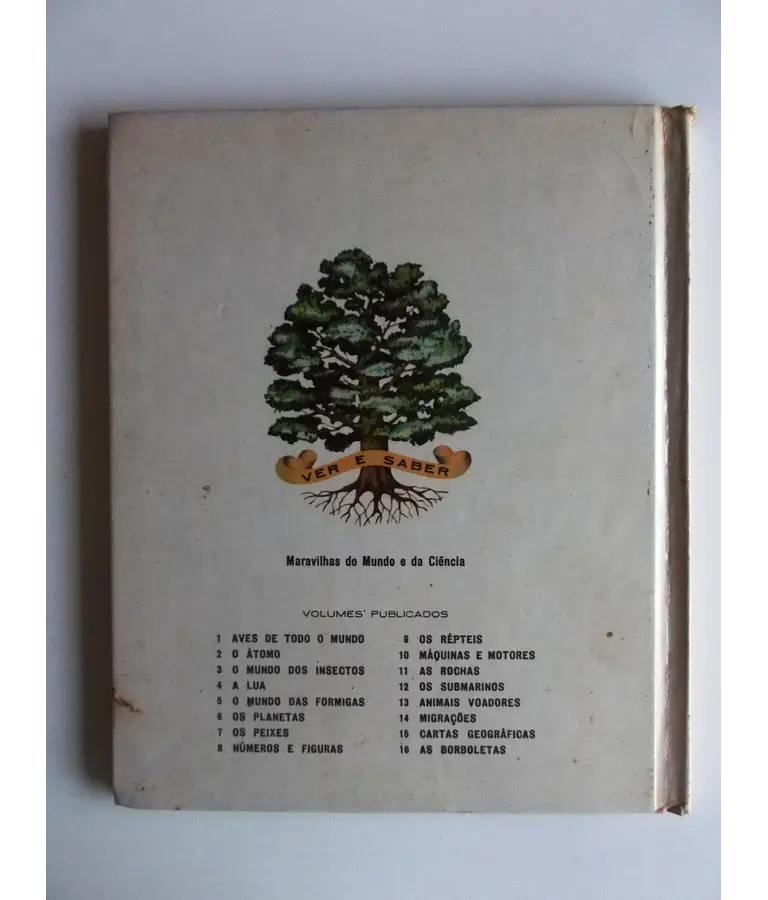 VER E SABER
Maravilhas do Mundo e da Ciência
VOLUMES' PUBLICADOS
1 AVES DE TODO O MUNDO
2 O ÁTOMO
3 O MUNDO DOS INSECTOS
4 A LUA
5 O MUNDO DAS FORMIGAS
6 OS PLANETAS
7 OS PEIXES
8 NÚMEROS E FIGURAS
9 OS RÉPTEIS
10 MÁQUINAS E MOTORES
11 AS ROCHAS
12 OS SUBMARINOS
13 ANIMAIS VOADORES
14 MIGRAÇÕES
15 CARTAS GEOGRÁFICAS
16 AS BORBOLETAS